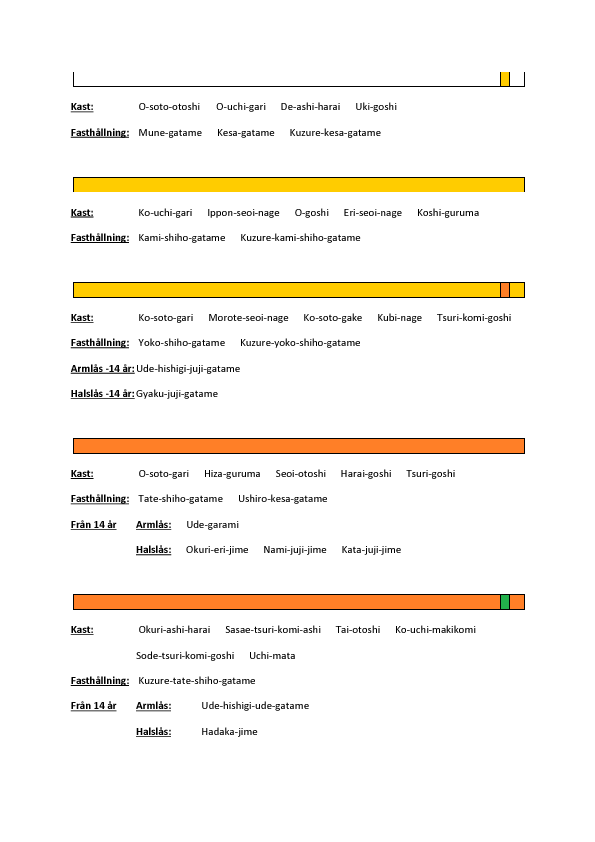 Kast: O-soto-otoshi O-uchi-gari De-ashi-harai Uki-goshi
Fasthållning: Mune-gatame Kesa-gatame Kuzure-kesa-gatame
Kast: Ko-uchi-gari Ippon-seoi-nage O-goshi Eri-seoi-nage Koshi-guruma
Fasthållning: Kami-shiho-gatame Kuzure-kami-shiho-gatame
Kast: Ko-soto-gari Morote-seoi-nage Ko-soto-gake Kubi-nage Tsuri-komi-goshi
Fasthållning: Yoko-shiho-gatame Kuzure-yoko-shiho-gatame
Armlås -14 år: Ude-hishigi-juji-gatame
Halslås -14 år: Gyaku-juji-gatame
Kast: O-soto-gari Hiza-guruma Seoi-otoshi Harai-goshi Tsuri-goshi
Fasthållning: Tate-shiho-gatame Ushiro-kesa-gatame
Från 14 år Armlås: Ude-garami
Halslås: Okuri-eri-jime Nami-juji-jime Kata-juji-jime
Kast: Okuri-ashi-harai Sasae-tsuri-komi-ashi Tai-otoshi Ko-uchi-makikomi
Sode-tsuri-komi-goshi Uchi-mata
Fasthållning: Kuzure-tate-shiho-gatame
Från 14 år Armlås: Ude-hishigi-ude-gatame
Halslås: Hadaka-jime